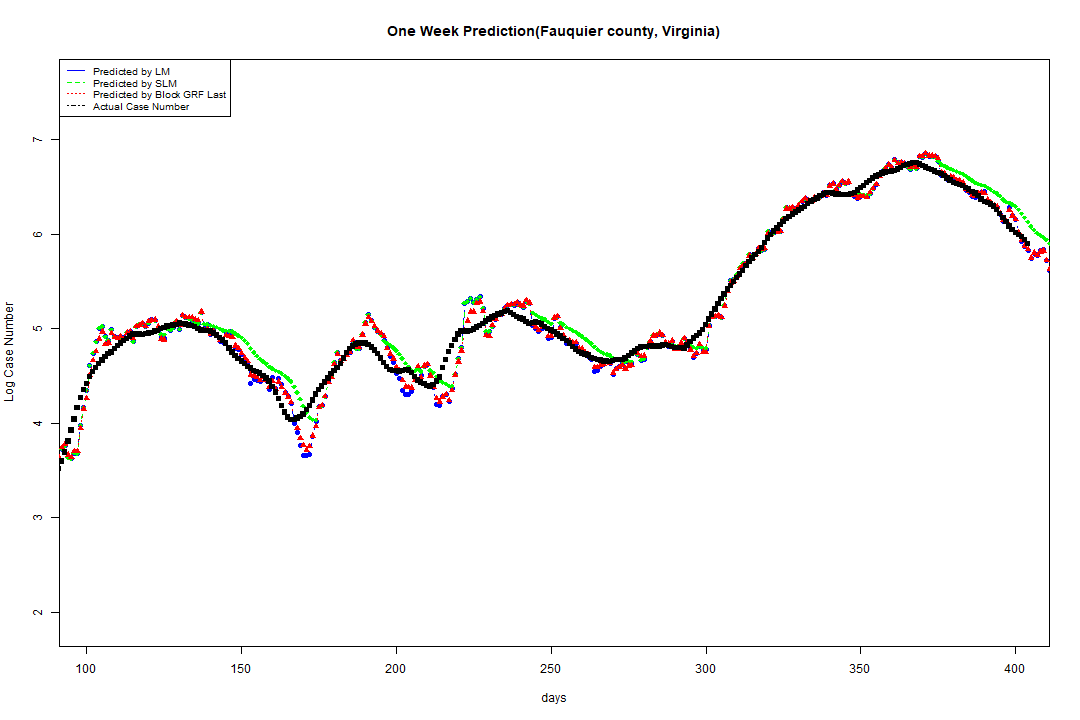 One Week Prediction(Fauquier county, Virginia)
Predicted by LM
Predicted by SLM
Predicted by Block GRF Last
Actual Case Number
7
6
5
4
3
2
Log Case Number
100 150 200 250 300 350 400
days